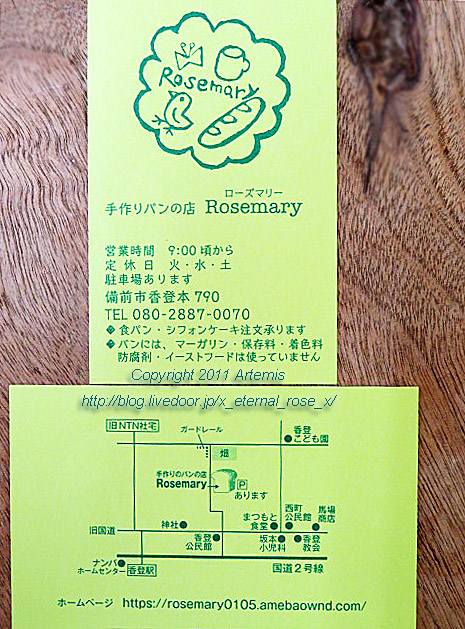 Rosemary
ローズマリー
手作りパンの店 Rosemary
営業時間 9:00頃から
定休日 火・水・土
駐車場あります
備前市香登本790
TEL 080-2887-0070
◆食パン・シフォンケーキ注文承ります
◆パンには、マーガリン・保存料・着色料
防腐剤・イーストフードは使っていません
Copyright 2011 Artemis
http://blog.livedoor.jp/x_eternal_rose_x/
旧NTN社宅
ガードレール
香登
こども園
畑
手作りのパンの店
Rosemary
P
あります
神社
香登
公民館
まつもと
食堂
西町
公民館
馬場
商店
旧国道
坂本
小児科
香登
教会
ナンバ
ホームセンター
香登駅
国道2号線
ホームページ https://rosemary0105.amebaownd.com/